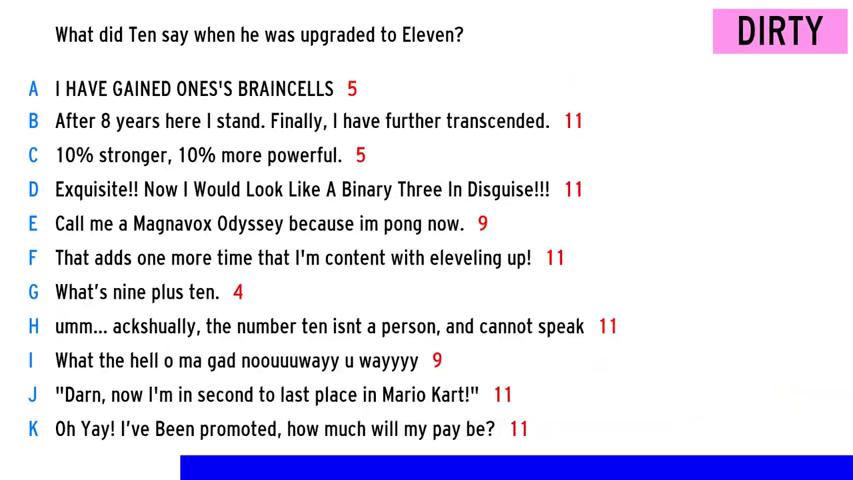 What did Ten say when he was upgraded to Eleven?
DIRTY
A I HAVE GAINED ONES'S BRAINCELLS 5
B After 8 years here I stand. Finally, I have further transcended. 11
C 10% stronger, 10% more powerful. 5
D Exquisite!! Now I Would Look Like A Binary Three In Disguise!!! 11
E Call me a Magnavox Odyssey because im pong now. 9
F That adds one more time that I'm content with eleveling up! 11
G What's nine plus ten. 4
H umm... ackshually, the number ten isnt a person, and cannot speak 11
I What the hell o ma gad noouuuwayy u wayyyy 9
J "Darn, now I'm in second to last place in Mario Kart!" 11
K Oh Yay! I've Been promoted, how much will my pay be? 11